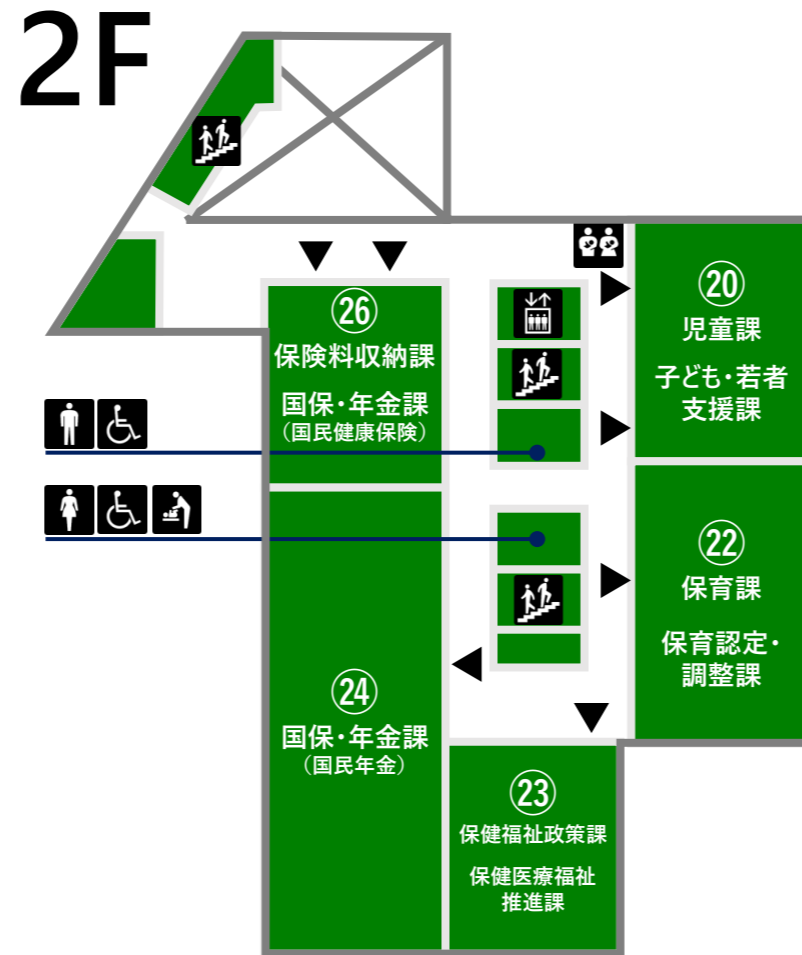 2F
26
保険料収納課
国保・年金課
（国民健康保険）
20
児童課
子ども・若者
支援課
22
保育課
保育認定・
調整課
24
国保・年金課
（国民年金）
23
保健福祉政策課
保健医療福祉
推進課